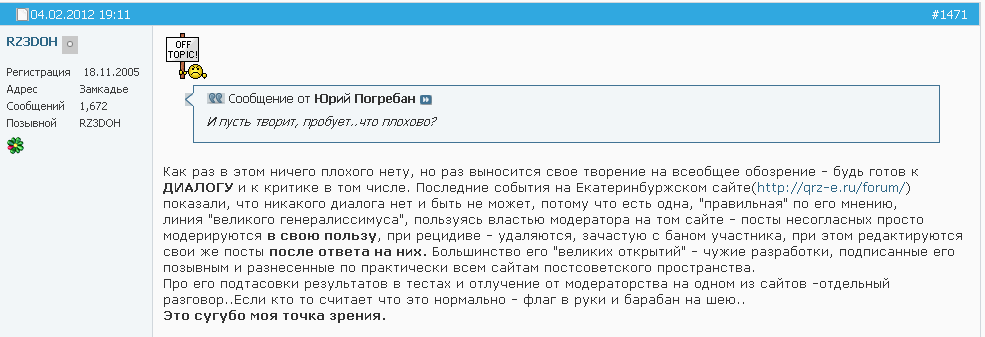 04.02.2012 19:11 #1471
RZ3DOH
Регистрация 18.11.2005
Адрес Замкадье
Сообщений 1,672
Позывной RZ3DOH
OFF
TOPIC!
Сообщение от Юрий Погребан
И пусть творит, пробует..что плохово?
Как раз в этом ничего плохого нету, но раз выносится свое творение на всеобщее обозрение - будь готов к
ДИАЛОГУ и к критике в том числе. Последние события на Екатеринбуржском сайте(http://qrz-e.ru/forum/)
показали, что никакого диалога нет и быть не может, потому что есть одна, "правильная" по его мнению,
линия "великого генералиссимуса", пользуясь властью модератора на том сайте - посты несогласных просто
модерируются в свою пользу, при рецидиве - удаляются, зачастую с баном участника, при этом редактируются
свои же посты после ответа на них. Большинство его "великих открытий" - чужие разработки, подписанные его
позывным и разнесенные по практически всем сайтам постсоветского пространства.
Про его подтасовки результатов в тестах и отлучение от модераторства на одном из сайтов -отдельный
разговор..Если кто то считает что это нормально - флаг в руки и барабан на шею..
Это сугубо моя точка зрения.